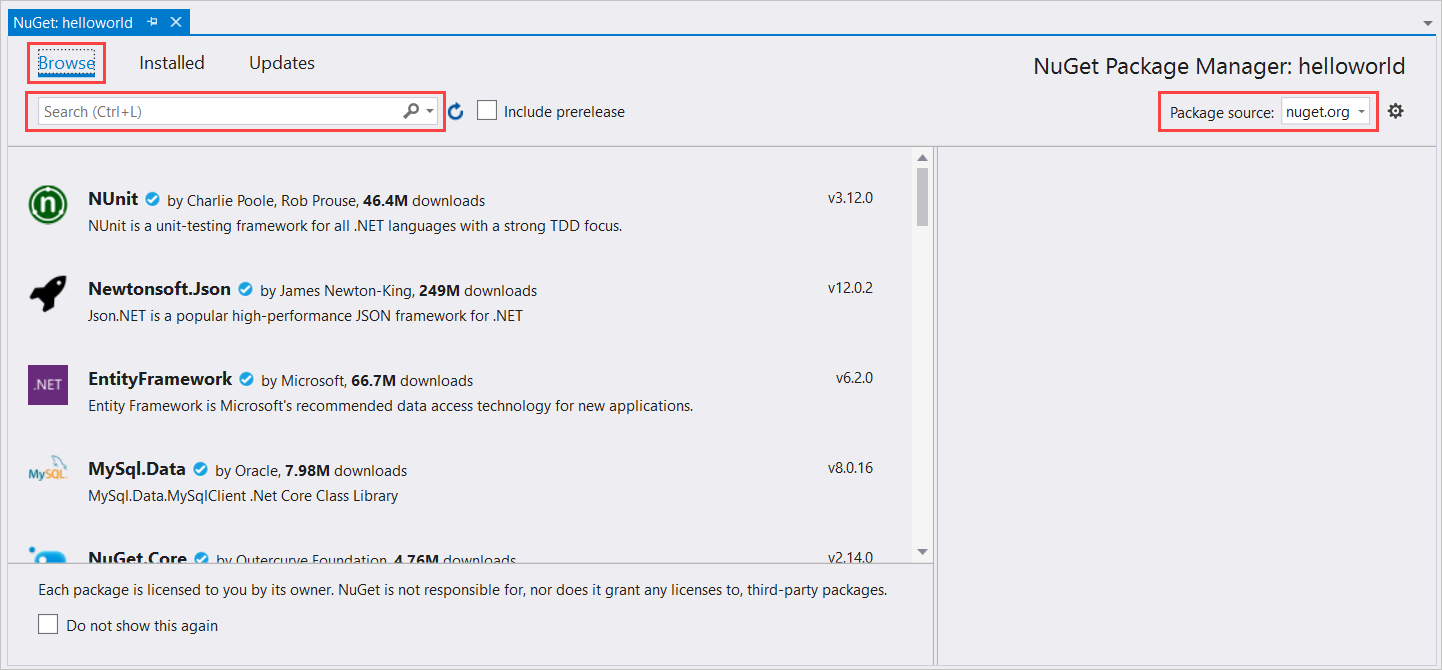 NuGet: helloworld
Browse Installed Updates
NuGet Package Manager: helloworld
Search (Ctrl+L)
Include prerelease
Package source: nuget.org
n
NUnit by Charlie Poole, Rob Prouse, 46.4M downloads v3.12.0
NUnit is a unit-testing framework for all .NET languages with a strong TDD focus.
Newtonsoft.Json by James Newton-King, 249M downloads v12.0.2
Json.NET is a popular high-performance JSON framework for .NET
.NET
EntityFramework by Microsoft, 66.7M downloads v6.2.0
Entity Framework is Microsoft's recommended data access technology for new applications.
MySQL
MySql.Data by Oracle, 7.98M downloads v8.0.16
MySql.Data.MySqlClient .Net Core Class Library
NuGet.Core by Outercurve Foundation, 4.76M downloads v2.14.0
Each package is licensed to you by its owner. NuGet is not responsible for, nor does it grant any licenses to, third-party packages.
Do not show this again